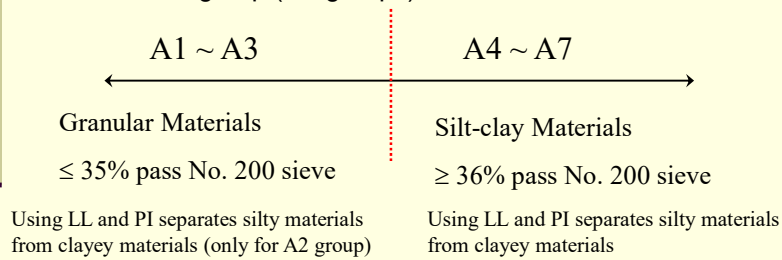 A1 ~ A3
A4 ~ A7
Granular Materials
Silt-clay Materials
≤ 35% pass No. 200 sieve
≥ 36% pass No. 200 sieve
Using LL and PI separates silty materials
from clayey materials (only for A2 group)
Using LL and PI separates silty materials
from clayey materials